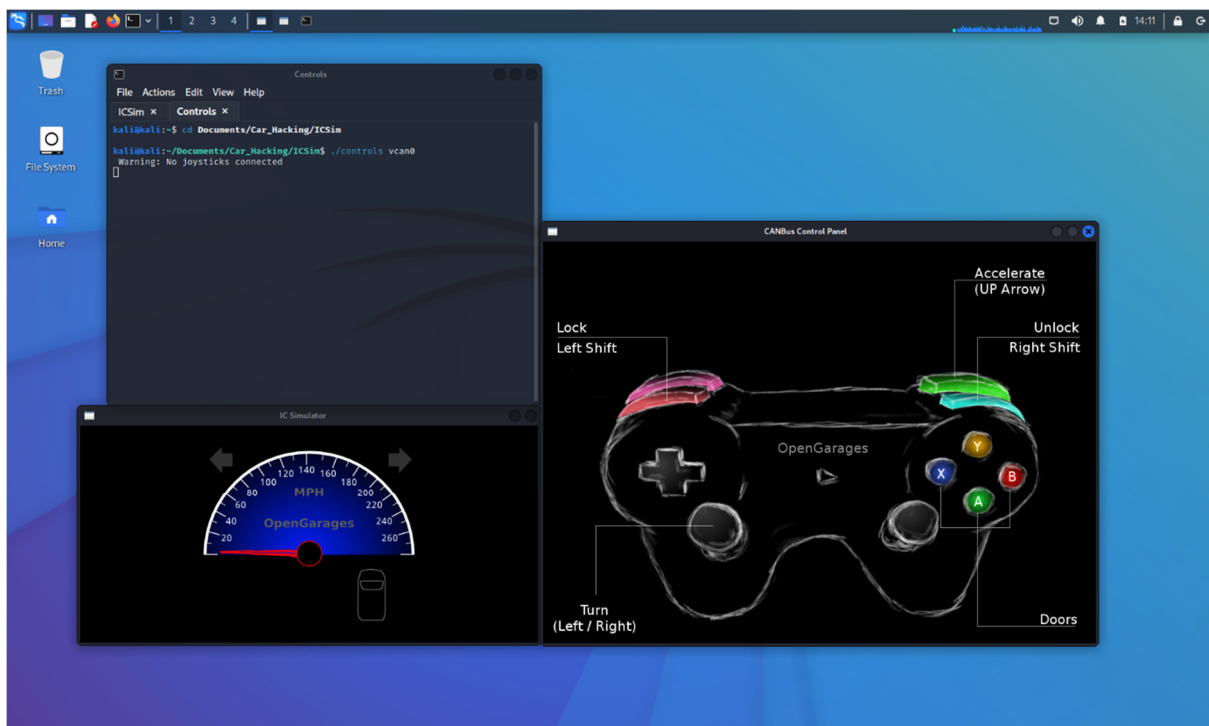 1 2 3 4
14:11
Trash
File System
Home
Controls
File Actions Edit View Help
ICSim × Controls ×
kali@kali:~$ cd Documents/Car_Hacking/ICSim
kali@kali:~/Documents/Car_Hacking/ICSim$ ./controls vcan0
Warning: No joysticks connected
CANBus Control Panel
Accelerate
(UP Arrow)
Lock
Left Shift
Unlock
Right Shift
OpenGarages
Y
X
B
A
Turn
(Left / Right)
Doors
IC Simulator
20 40 60 80 100 120 140 160 180 200 220 240 260
MPH
OpenGarages